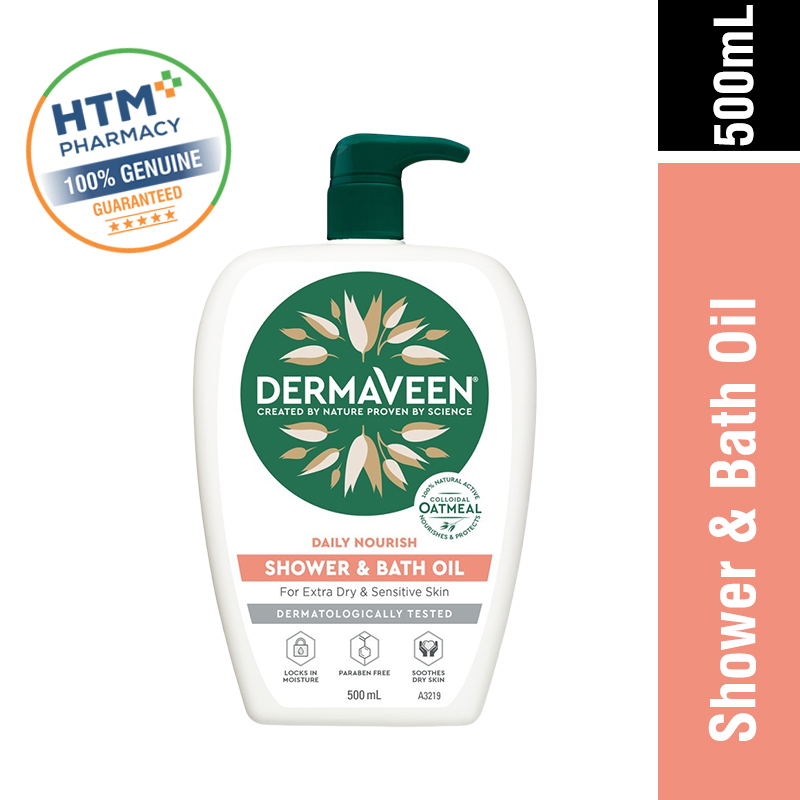 HTM
PHARMACY
100% GENUINE
GUARANTEED
500mL
Shower & Bath Oil
DERMAVEEN®
CREATED BY NATURE PROVEN BY SCIENCE
100% NATURAL ACTIVE
COLLOIDAL
OATMEAL
NOURISHES & PROTECTS
DAILY NOURISH
SHOWER & BATH OIL
For Extra Dry & Sensitive Skin
DERMATOLOGICALLY TESTED
LOCKS IN
MOISTURE
PARABEN FREE
SOOTHES
DRY SKIN
500 mL
A3219